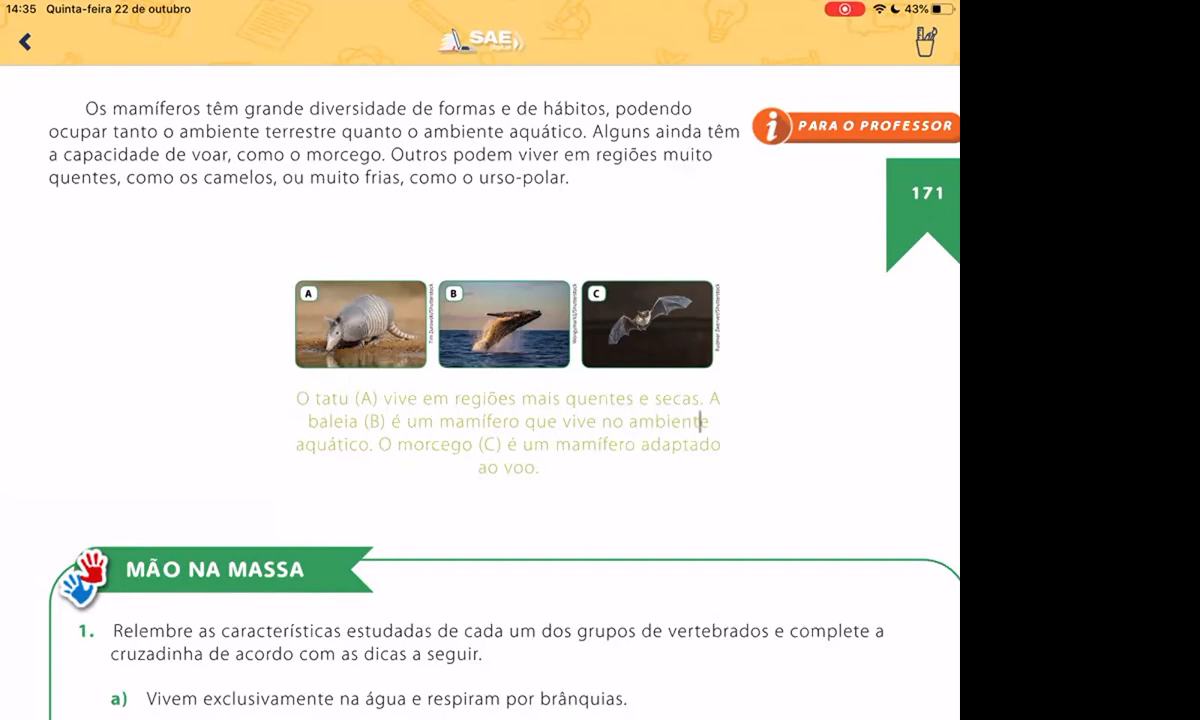 14:35 Quinta-feira 22 de outubro
43%
SAE
digital
Os mamíferos têm grande diversidade de formas e de hábitos, podendo
ocupar tanto o ambiente terrestre quanto o ambiente aquático. Alguns ainda têm
a capacidade de voar, como o morcego. Outros podem viver em regiões muito
quentes, como os camelos, ou muito frias, como o urso-polar.
PARA O PROFESSOR
171
A
B
C
O tatu (A) vive em regiões mais quentes e secas. A
baleia (B) é um mamífero que vive no ambiente
aquático. O morcego (C) é um mamífero adaptado
ao voo.
MÃO NA MASSA
1. Relembre as características estudadas de cada um dos grupos de vertebrados e complete a
cruzadinha de acordo com as dicas a seguir.
a) Vivem exclusivamente na água e respiram por brânquias.